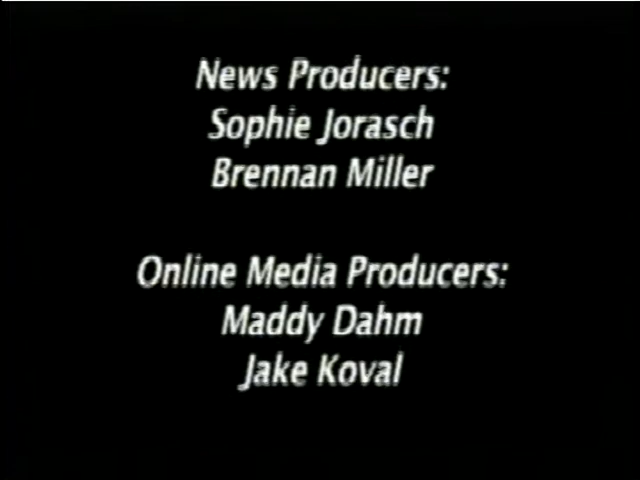 News Producers:
Sophie Jorasch
Brennan Miller
Online Media Producers:
Maddy Dahm
Jake Koval